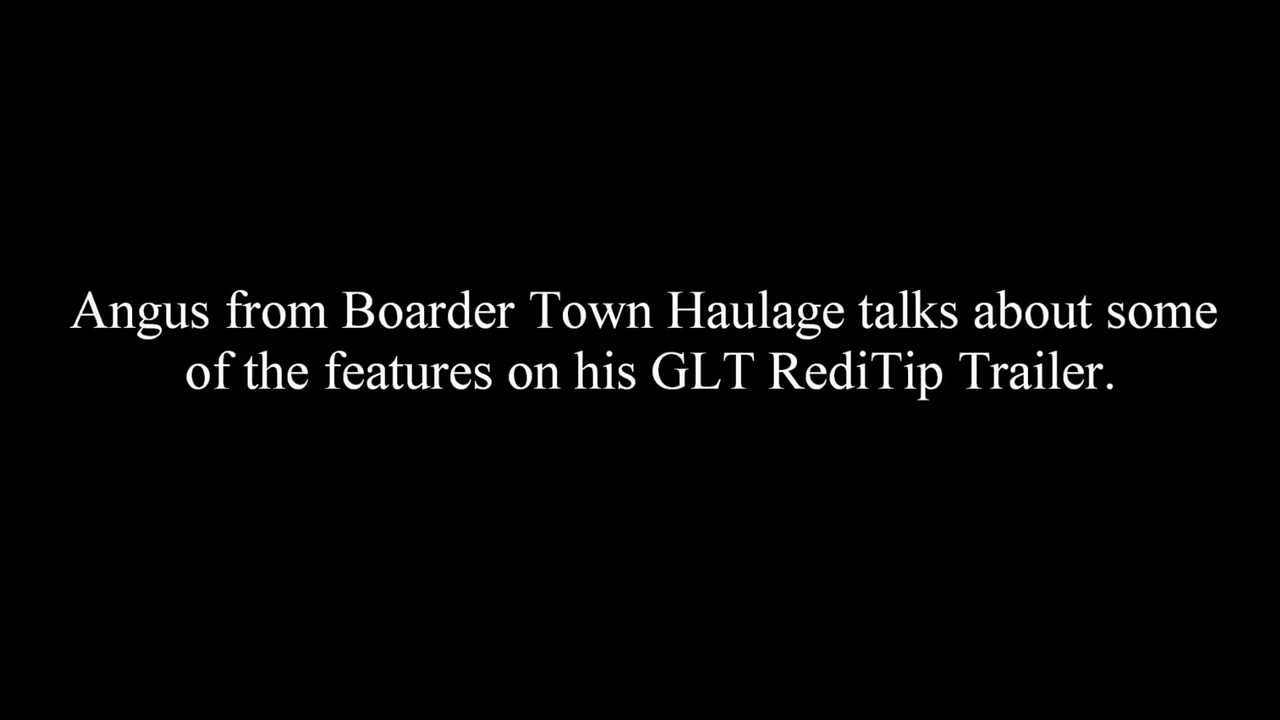 Angus from Boarder Town Haulage talks about some
of the features on his GLT RediTip Trailer.